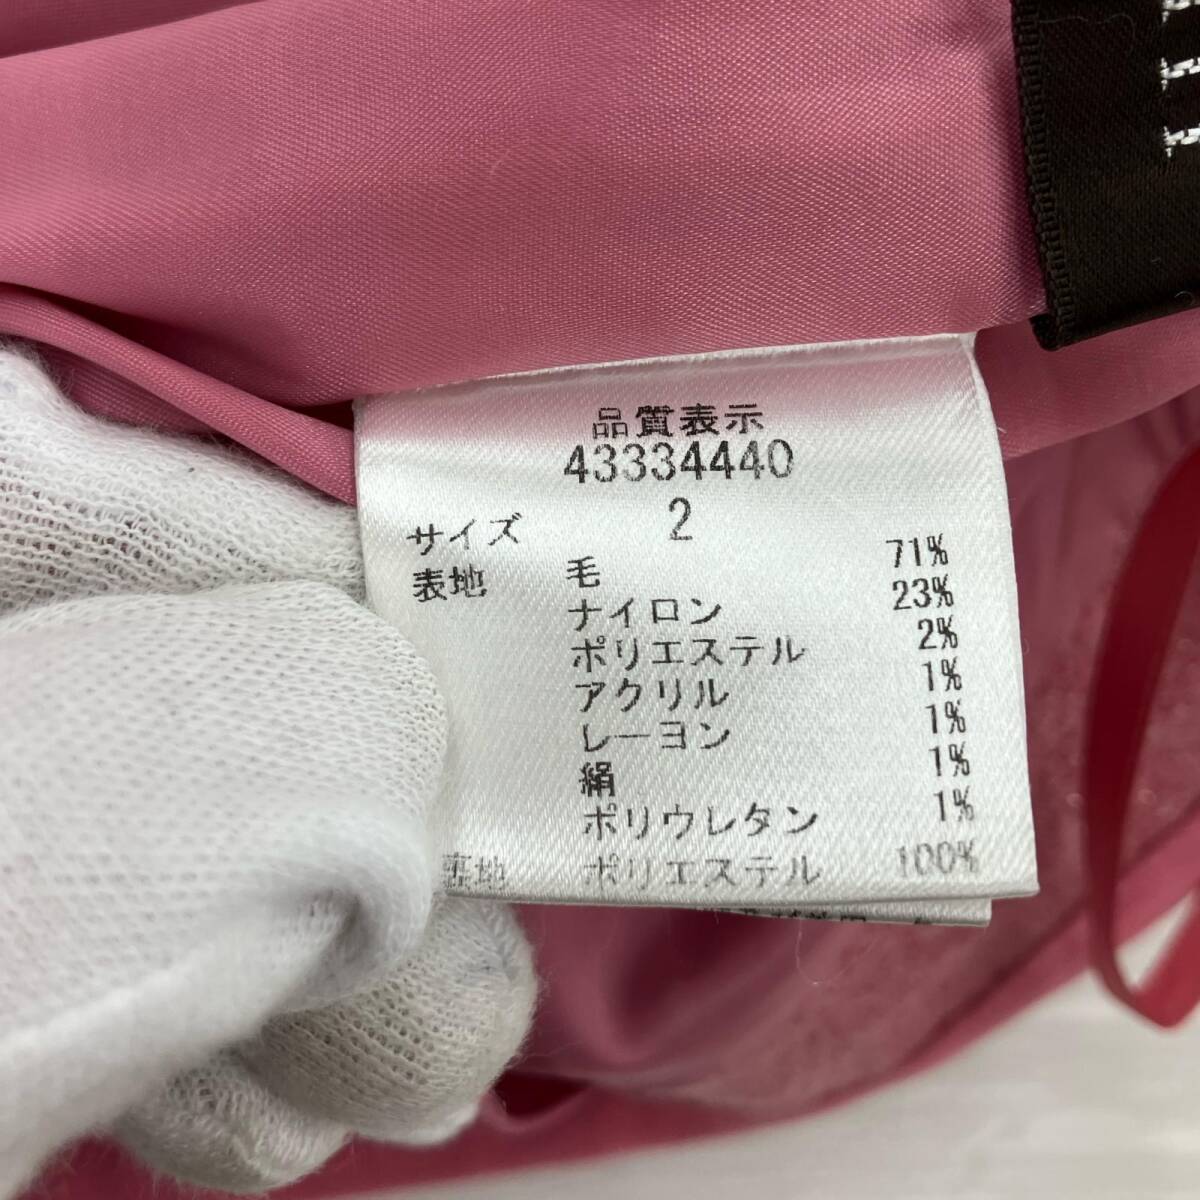 品質表示
43334440
サイズ 2
表地 毛 71%
ナイロン 23%
ポリエステル 2%
アクリル 1%
レーヨン 1%
絹 1%
ポリウレタン 1%
裏地 ポリエステル 100%